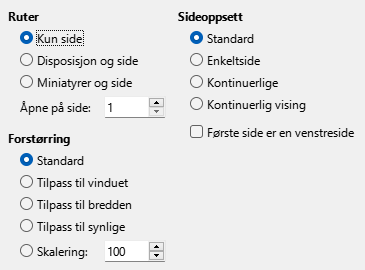 Ruter
Kun side
Disposisjon og side
Miniatyrer og side
Åpne på side: 1
Forstørring
Standard
Tilpass til vinduet
Tilpass til bredden
Tilpass til synlige
Skalering: 100
Sideoppsett
Standard
Enkeltside
Kontinuerlige
Kontinuerlig vising
Første side er en venstreside